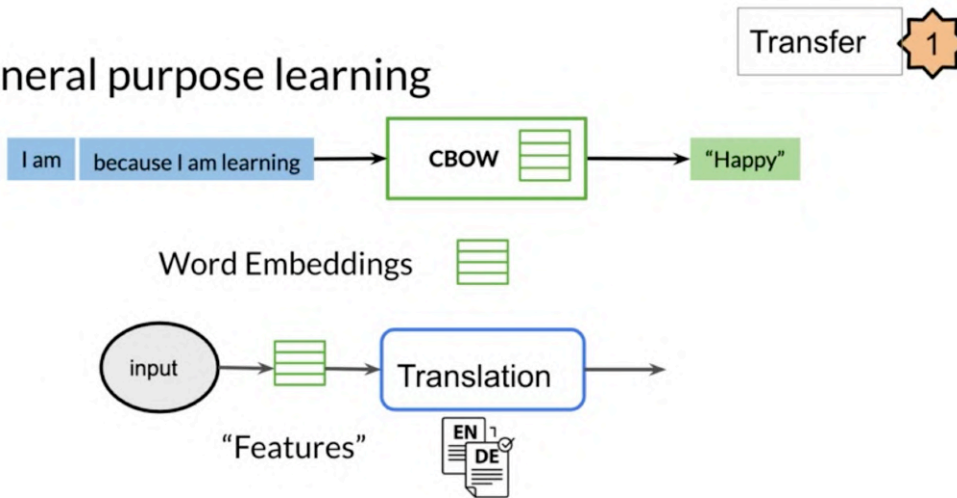 Transfer
1
neral purpose learning
I am
because I am learning
CBOW
“Happy”
Word Embeddings
input
Translation
“Features”
EN
DE